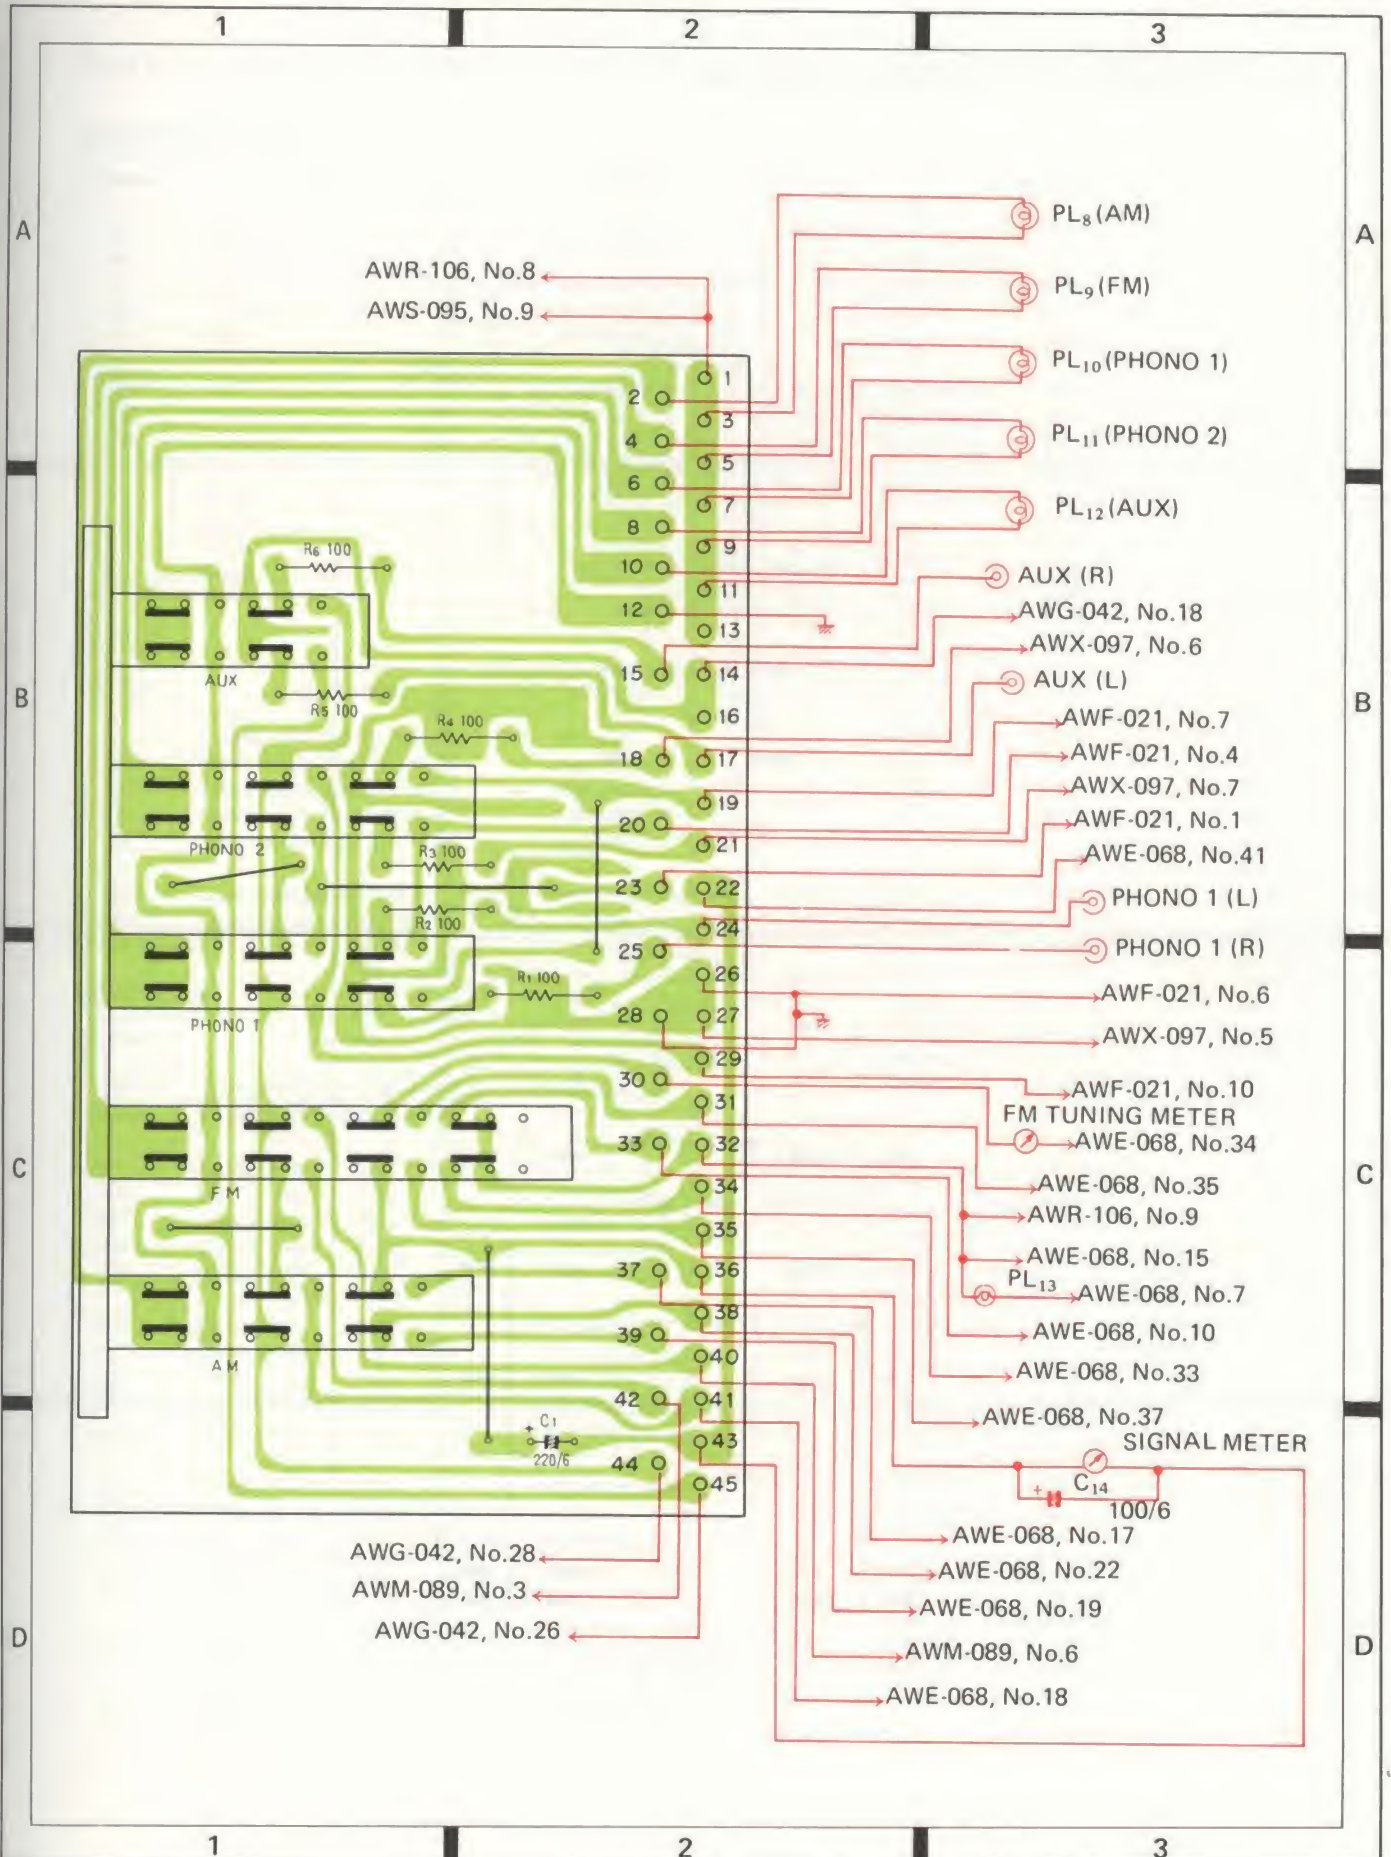 1 2 3
A A
PL8 (AM)
AWR-106, No.8
PL9 (FM)
AWS-095, No.9
PL10 (PHONO 1)
1
2
3
PL11 (PHONO 2)
4
5
6
7
PL12 (AUX)
8
9
R6 100
10
AUX (R)
11
12
AWG-042, No.18
13
AWX-097, No.6
15 14
AUX
AUX (L)
B B
R5 100
16
AWF-021, No.7
R4 100
18 17
AWF-021, No.4
AWX-097, No.7
19
20
AWF-021, No.1
21
PHONO 2
R3 100
AWE-068, No.41
23 22
PHONO 1 (L)
R2 100
24
PHONO 1 (R)
25
26
R1 100
AWF-021, No.6
28 27
PHONO 1
AWX-097, No.5
29
30
AWF-021, No.10
31
FM TUNING METER
33 32
AWE-068, No.34
C C
FM
34
AWE-068, No.35
AWR-106, No.9
35
AWE-068, No.15
37 36
PL13
AWE-068, No.7
38
39
AWE-068, No.10
40
AM
AWE-068, No.33
42 41
AWE-068, No.37
+ C1
220/6
43
SIGNAL METER
44
45
+ C14
100/6
AWE-068, No.17
AWG-042, No.28
AWE-068, No.22
AWM-089, No.3
AWE-068, No.19
AWG-042, No.26
D D
AWM-089, No.6
AWE-068, No.18
1 2 3